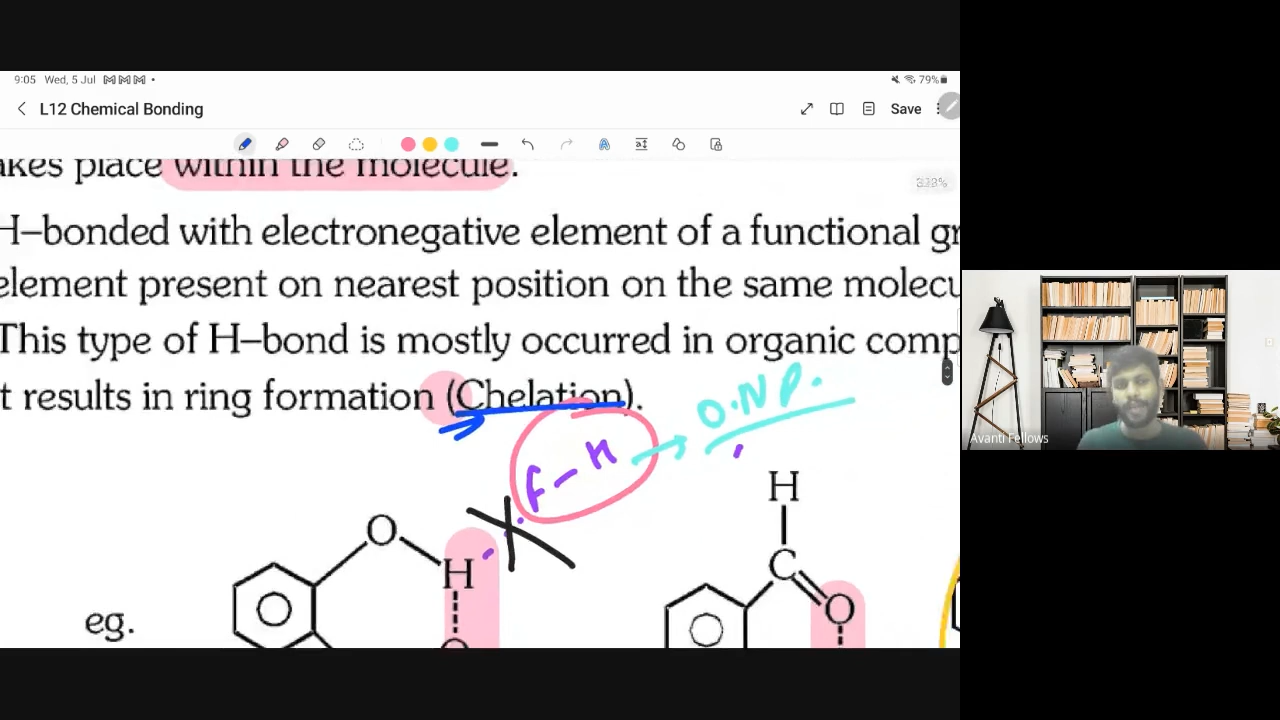 9:05 Wed, 5 Jul
79%
L12 Chemical Bonding
Save
akes place within the molecule.
H–bonded with electronegative element of a functional gr
element present on nearest position on the same molecu
This type of H–bond is mostly occurred in organic comp
t results in ring formation (Chelation).
O.N.P.
F – H
H
O
C
H
O
eg.
O
Avanti Fellows